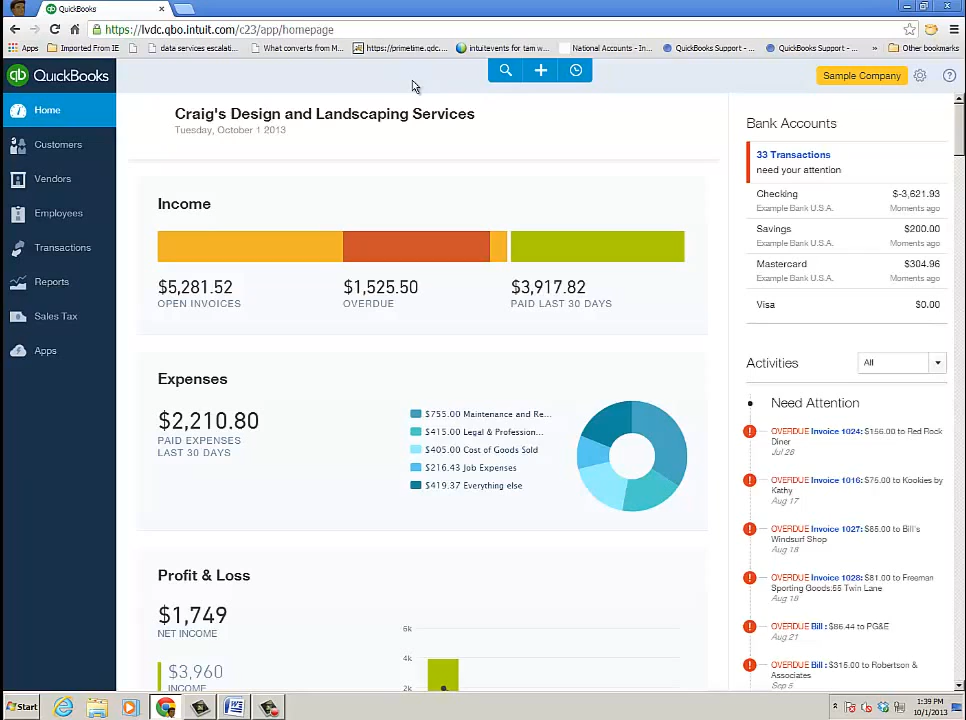 QuickBooks
https://lvdc.qbo.intuit.com/c23/app/homepage
Apps
Imported From IE
data services escalati...
What converts from M...
https://primetime.qdc....
intuitevents for tam w...
National Accounts - In...
QuickBooks Support - ...
QuickBooks Support - ...
»
Other bookmarks
qb QuickBooks
Sample Company
?
Home
Customers
Vendors
Employees
Transactions
Reports
Sales Tax
Apps
Craig's Design and Landscaping Services
Tuesday, October 1 2013
Income
$5,281.52
OPEN INVOICES
$1,525.50
OVERDUE
$3,917.82
PAID LAST 30 DAYS
Expenses
$2,210.80
PAID EXPENSES
LAST 30 DAYS
$755.00 Maintenance and Re...
$415.00 Legal & Profession...
$405.00 Cost of Goods Sold
$216.43 Job Expenses
$419.37 Everything else
Profit & Loss
$1,749
NET INCOME
$3,960
INCOME
6k
4k
2k
Bank Accounts
33 Transactions
need your attention
Checking $-3,621.93
Example Bank U.S.A. Moments ago
Savings $200.00
Example Bank U.S.A. Moments ago
Mastercard $304.96
Example Bank U.S.A. Moments ago
Visa $0.00
Activities All
Need Attention
OVERDUE Invoice 1024: $156.00 to Red Rock
Diner
Jul 28
OVERDUE Invoice 1016: $75.00 to Kookies by
Kathy
Aug 17
OVERDUE Invoice 1027: $85.00 to Bill's
Windsurf Shop
Aug 18
OVERDUE Invoice 1028: $81.00 to Freeman
Sporting Goods:55 Twin Lane
Aug 18
OVERDUE Bill : $86.44 to PG&E
Aug 21
OVERDUE Bill : $315.00 to Robertson &
Associates
Sep 5
Start
1:39 PM
10/1/2013